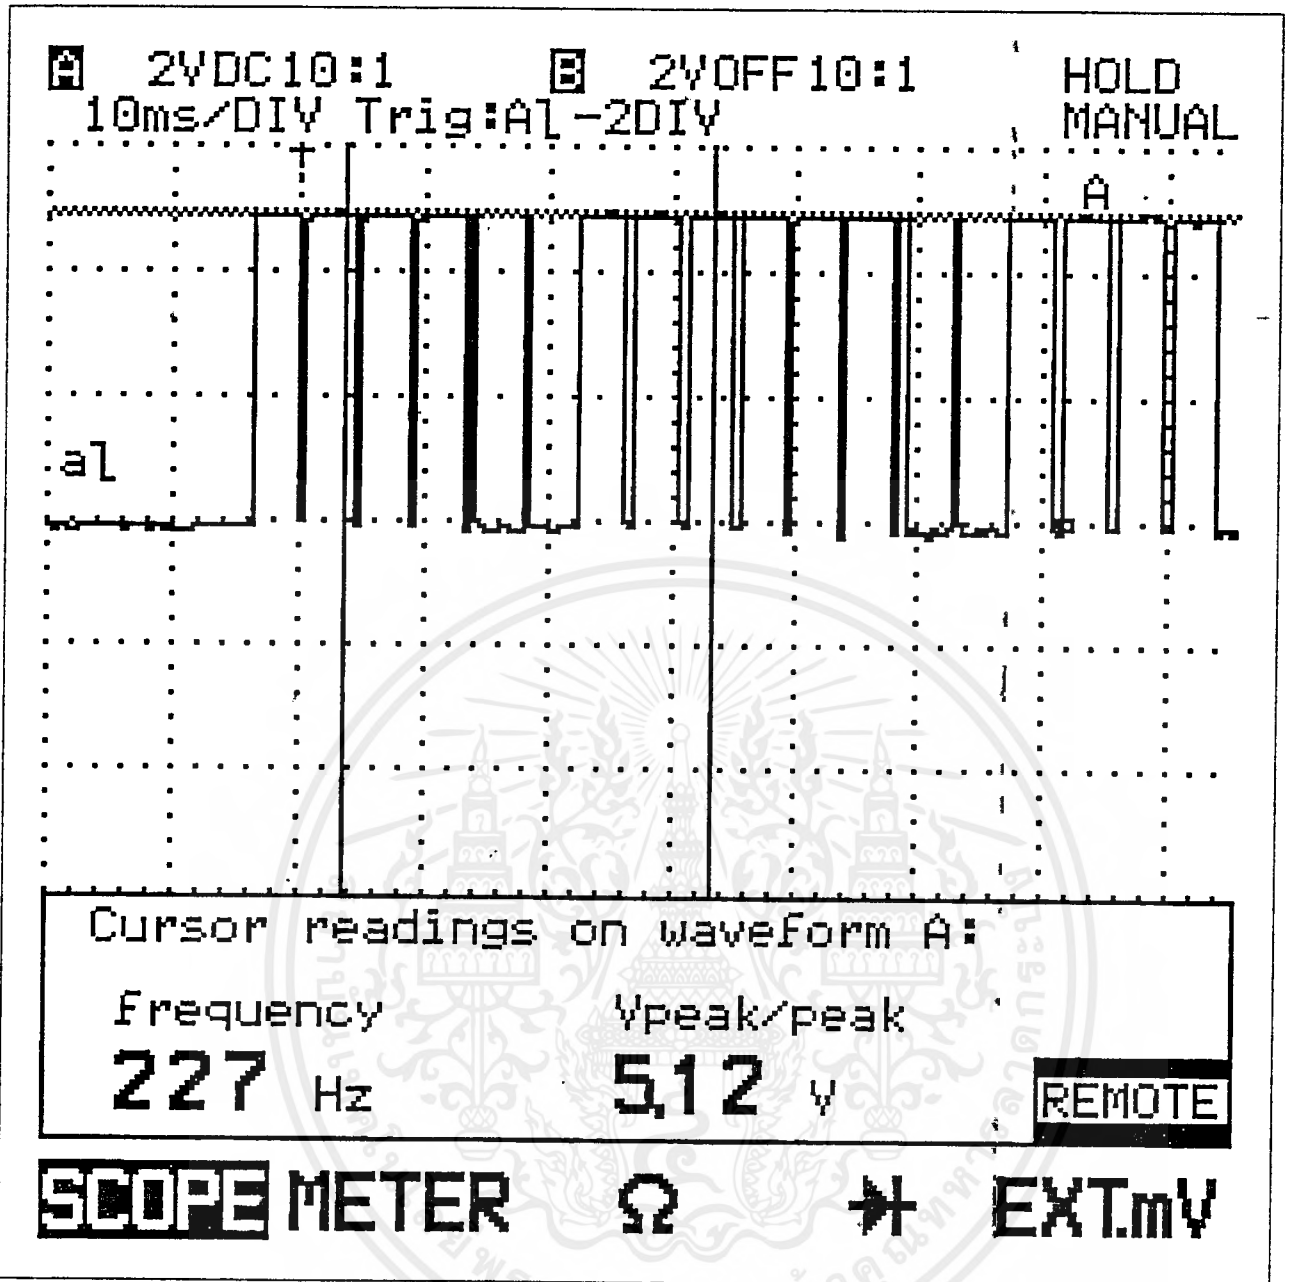 A 2VDC10:1 B 2VOFF10:1 HOLD
10ms/DIV Trig:Al-2DIV MANUAL
A
al
Cursor readings on waveform A:
Frequency Vpeak/peak
227 Hz 5.12 V
REMOTE
SCOPE METER Ω EXT.mV